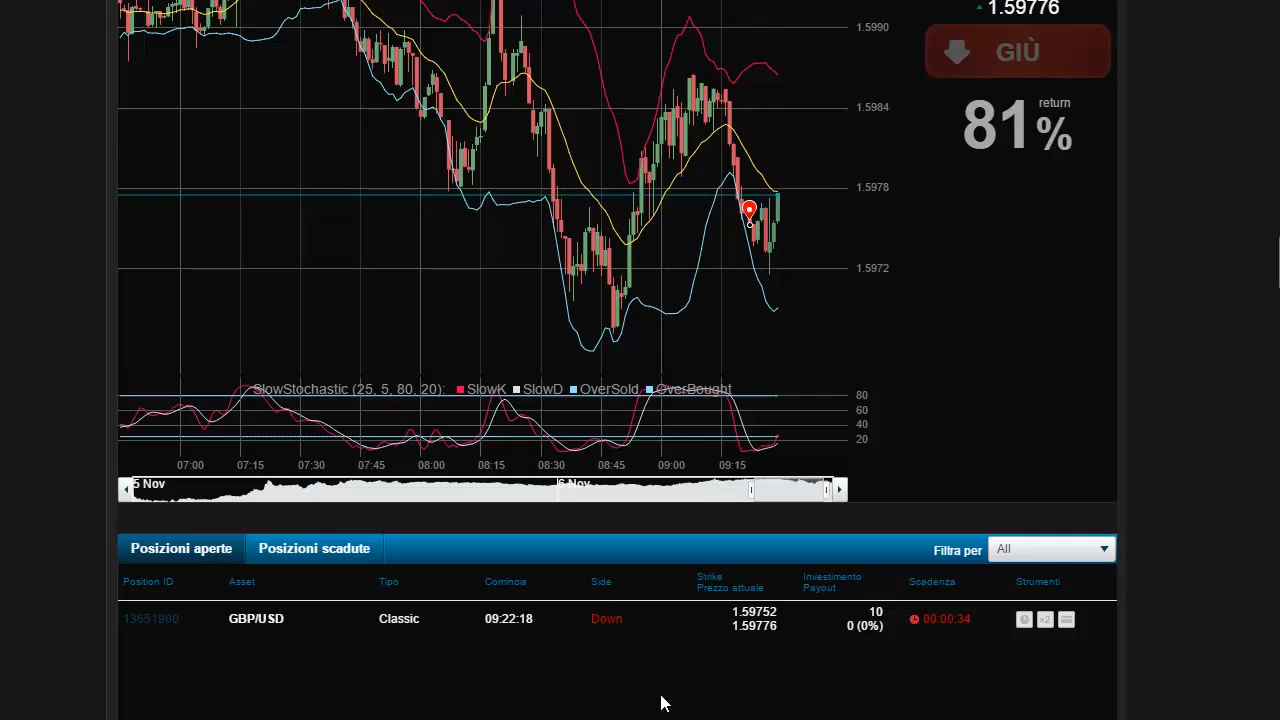 1.59776
1.5990
GIÙ
1.5984
return
81%
1.5978
1.5972
SlowStochastic (25, 5, 80, 20): SlowK SlowD OverSold OverBought
80
60
40
20
07:00 07:15 07:30 07:45 08:00 08:15 08:30 08:45 09:00 09:15
5 Nov 6 Nov
Posizioni aperte Posizioni scadute Filtra per All
Position ID Asset Tipo Comincia Side Strike Investimento Scadenza Strumenti
Prezzo attuale Payout
13651900 GBP/USD Classic 09:22:18 Down 1.59752 10 00:00:34 x2
1.59776 0 (0%)